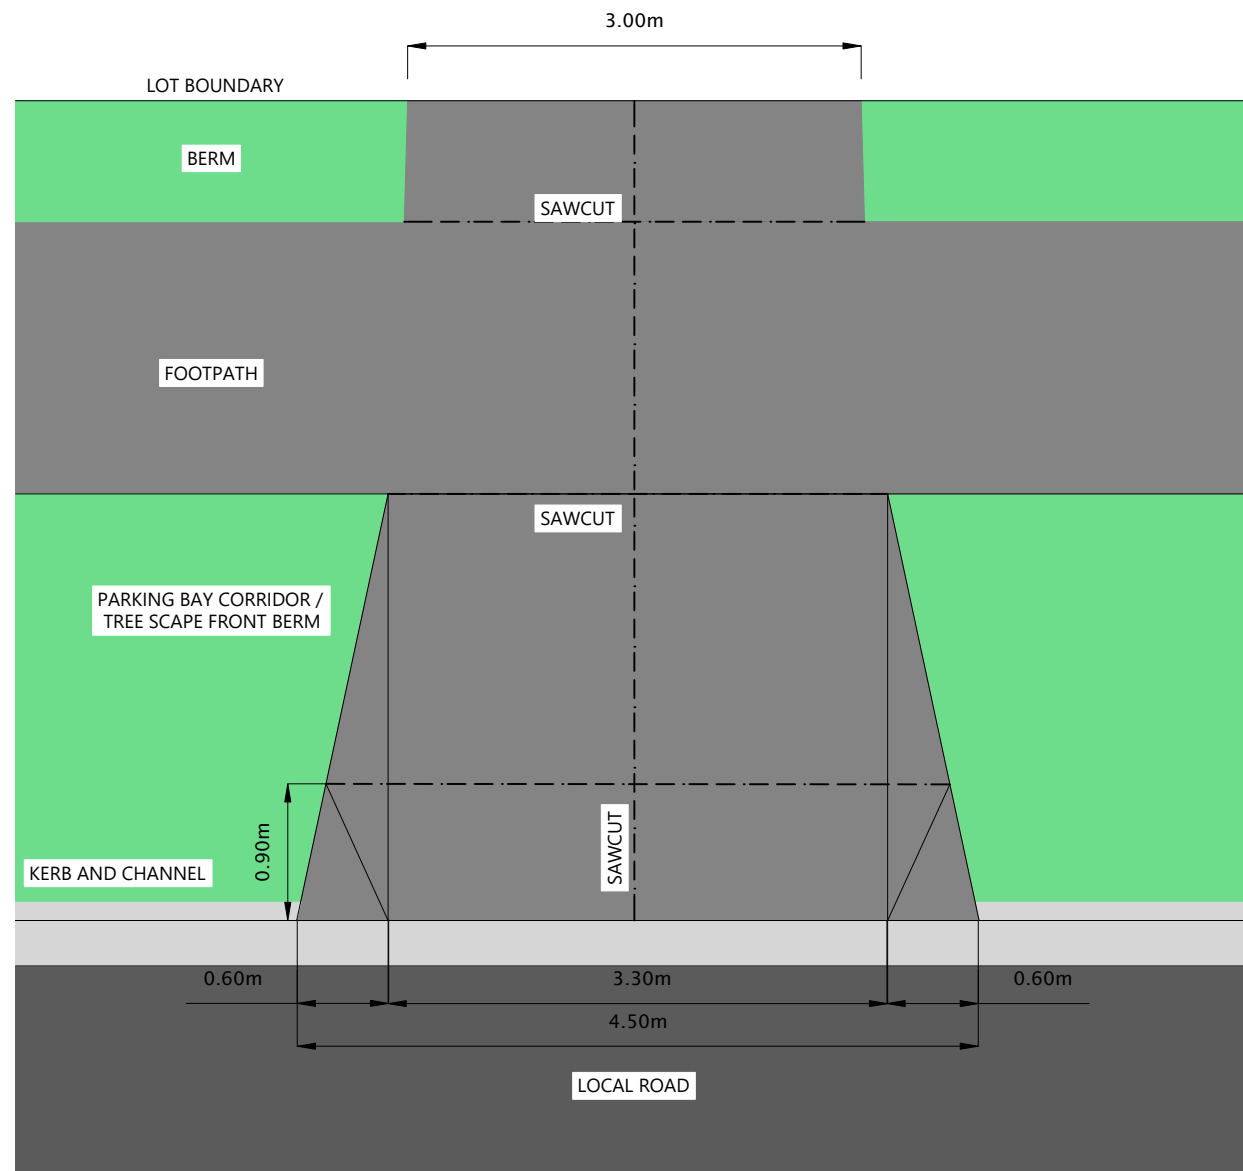 3.00m
LOT BOUNDARY
BERM
SAWCUT
FOOTPATH
SAWCUT
PARKING BAY CORRIDOR /
TREE SCAPE FRONT BERM
0.90m
SAWCUT
KERB AND CHANNEL
0.60m
3.30m
0.60m
4.50m
LOCAL ROAD